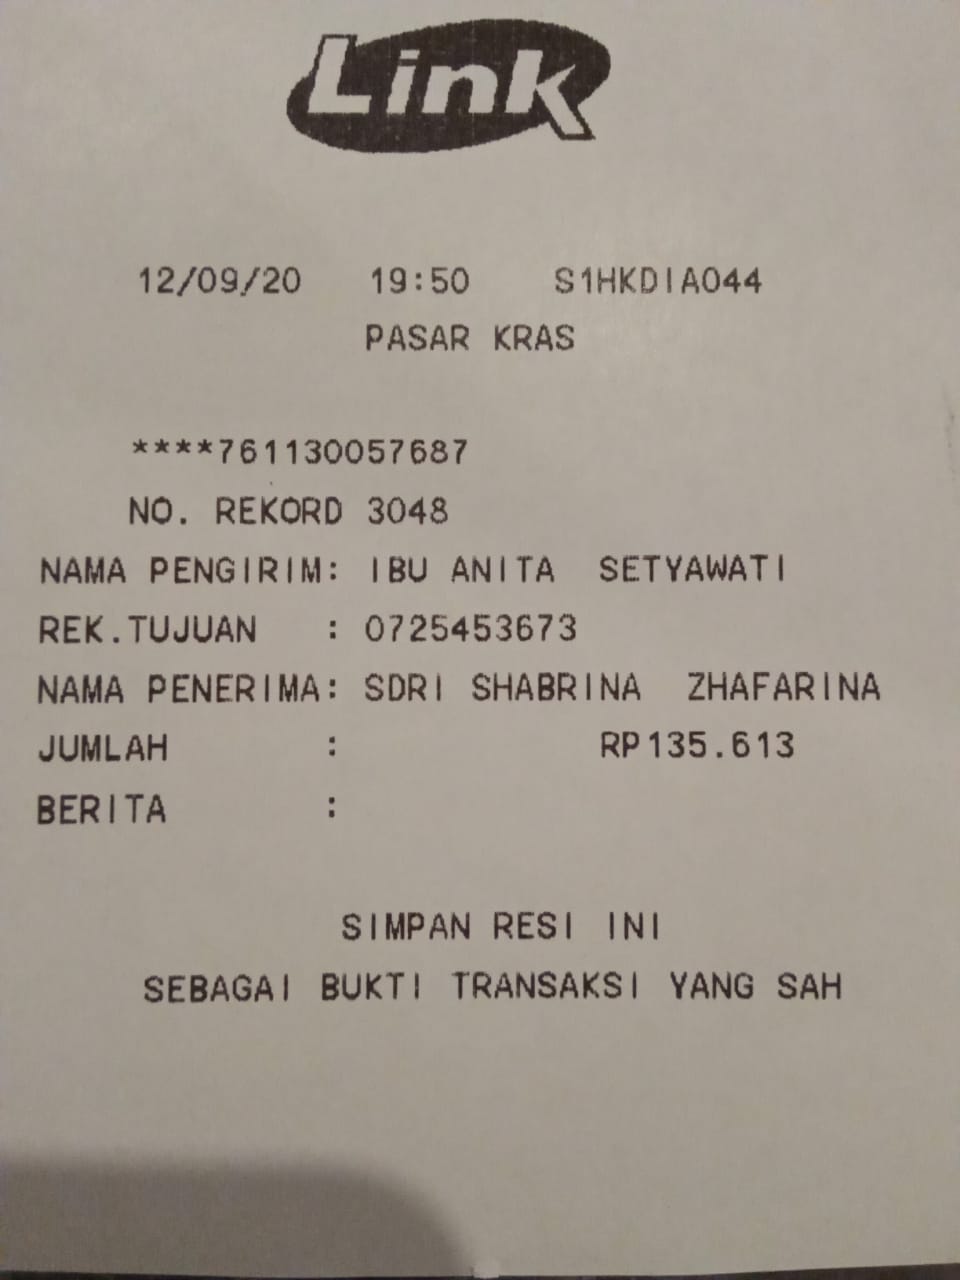 Link
12/09/20 19:50 S1HKDIA044
PASAR KRAS
****761130057687
NO. REKORD 3048
NAMA PENGIRIM: IBU ANITA SETYAWATI
REK.TUJUAN : 0725453673
NAMA PENERIMA: SDRI SHABRINA ZHAFARINA
JUMLAH : RP135.613
BERITA :
SIMPAN RESI INI
SEBAGAI BUKTI TRANSAKSI YANG SAH